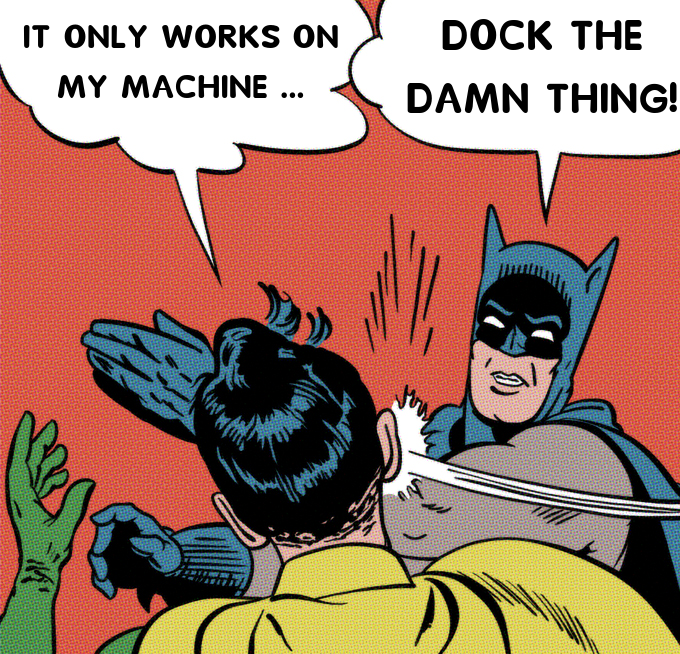 IT ONLY WORKS ON
MY MACHINE ...
DOCK THE
DAMN THING!